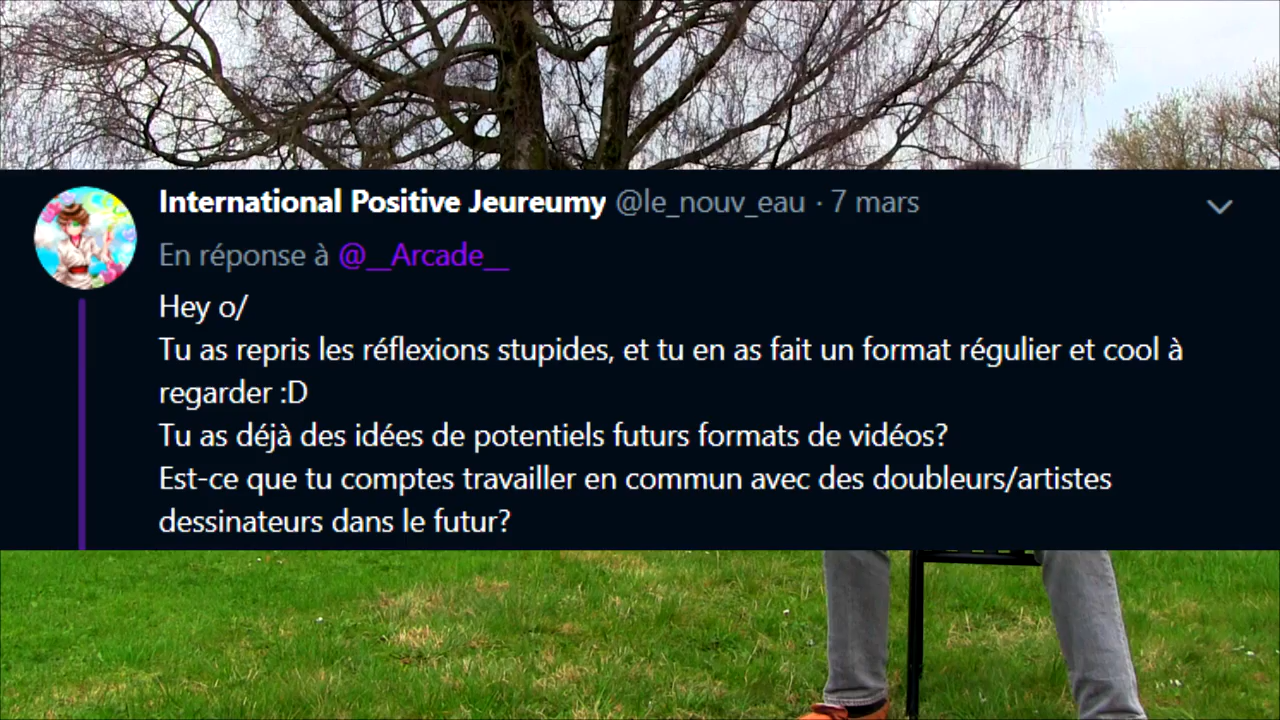 International Positive Jeureumy @le_nouv_eau · 7 mars
En réponse à @__Arcade__
Hey o/
Tu as repris les réflexions stupides, et tu en as fait un format régulier et cool à
regarder :D
Tu as déjà des idées de potentiels futurs formats de vidéos?
Est-ce que tu comptes travailler en commun avec des doubleurs/artistes
dessinateurs dans le futur?